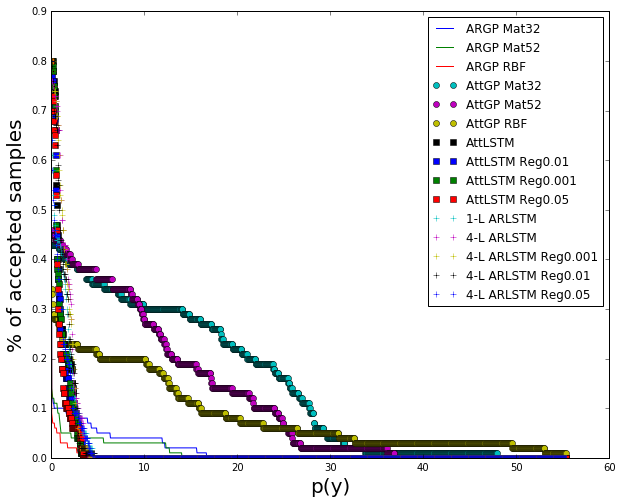 0.9
0.8
0.7
0.6
0.5
0.4
0.3
0.2
0.1
0.0
0 10 20 30 40 50 60
% of accepted samples
p(y)
ARGP Mat32
ARGP Mat52
ARGP RBF
AttGP Mat32
AttGP Mat52
AttGP RBF
AttLSTM
AttLSTM Reg0.01
AttLSTM Reg0.001
AttLSTM Reg0.05
1-L ARLSTM
4-L ARLSTM
4-L ARLSTM Reg0.001
4-L ARLSTM Reg0.01
4-L ARLSTM Reg0.05